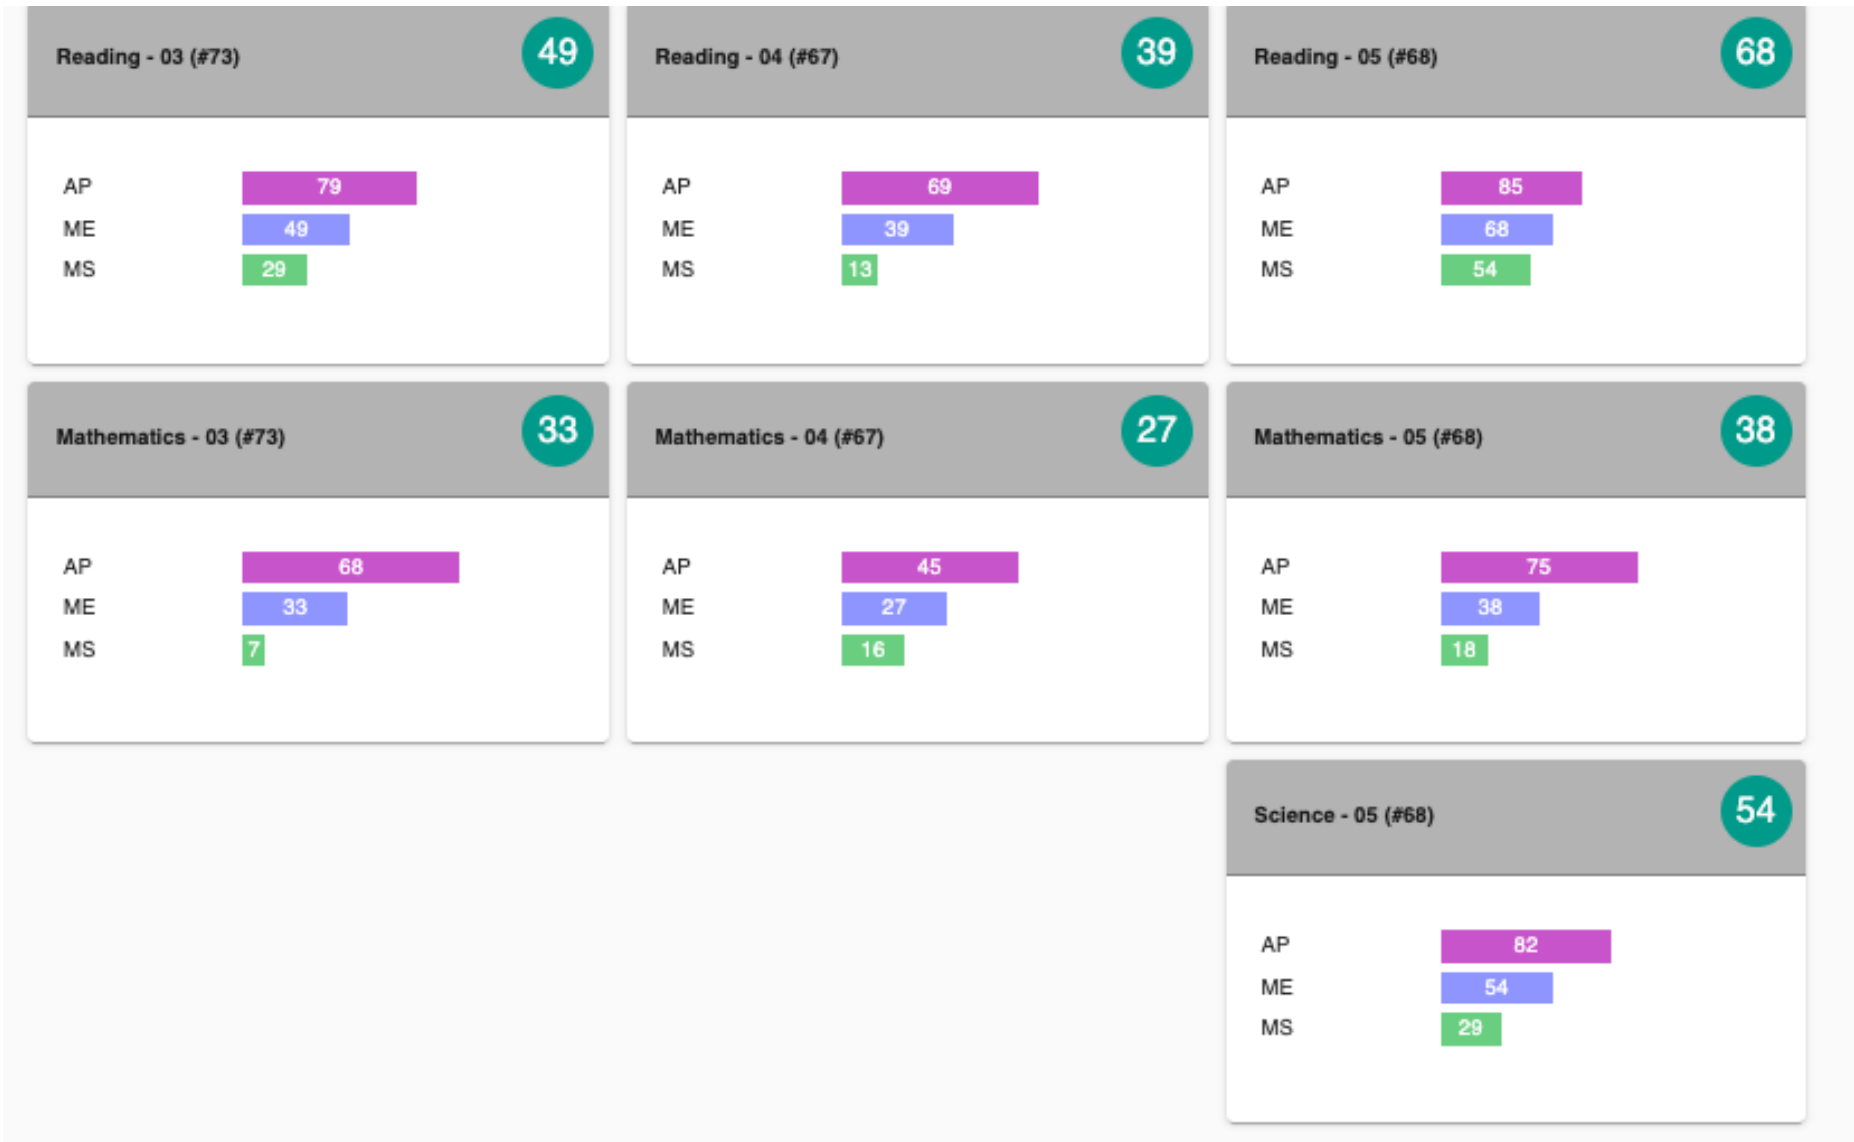 Reading - 03 (#73) 49
AP 79
ME 49
MS 29
Reading - 04 (#67) 39
AP 69
ME 39
MS 13
Reading - 05 (#68) 68
AP 85
ME 68
MS 54
Mathematics - 03 (#73) 33
AP 68
ME 33
MS 7
Mathematics - 04 (#67) 27
AP 45
ME 27
MS 16
Mathematics - 05 (#68) 38
AP 75
ME 38
MS 18
Science - 05 (#68) 54
AP 82
ME 54
MS 29